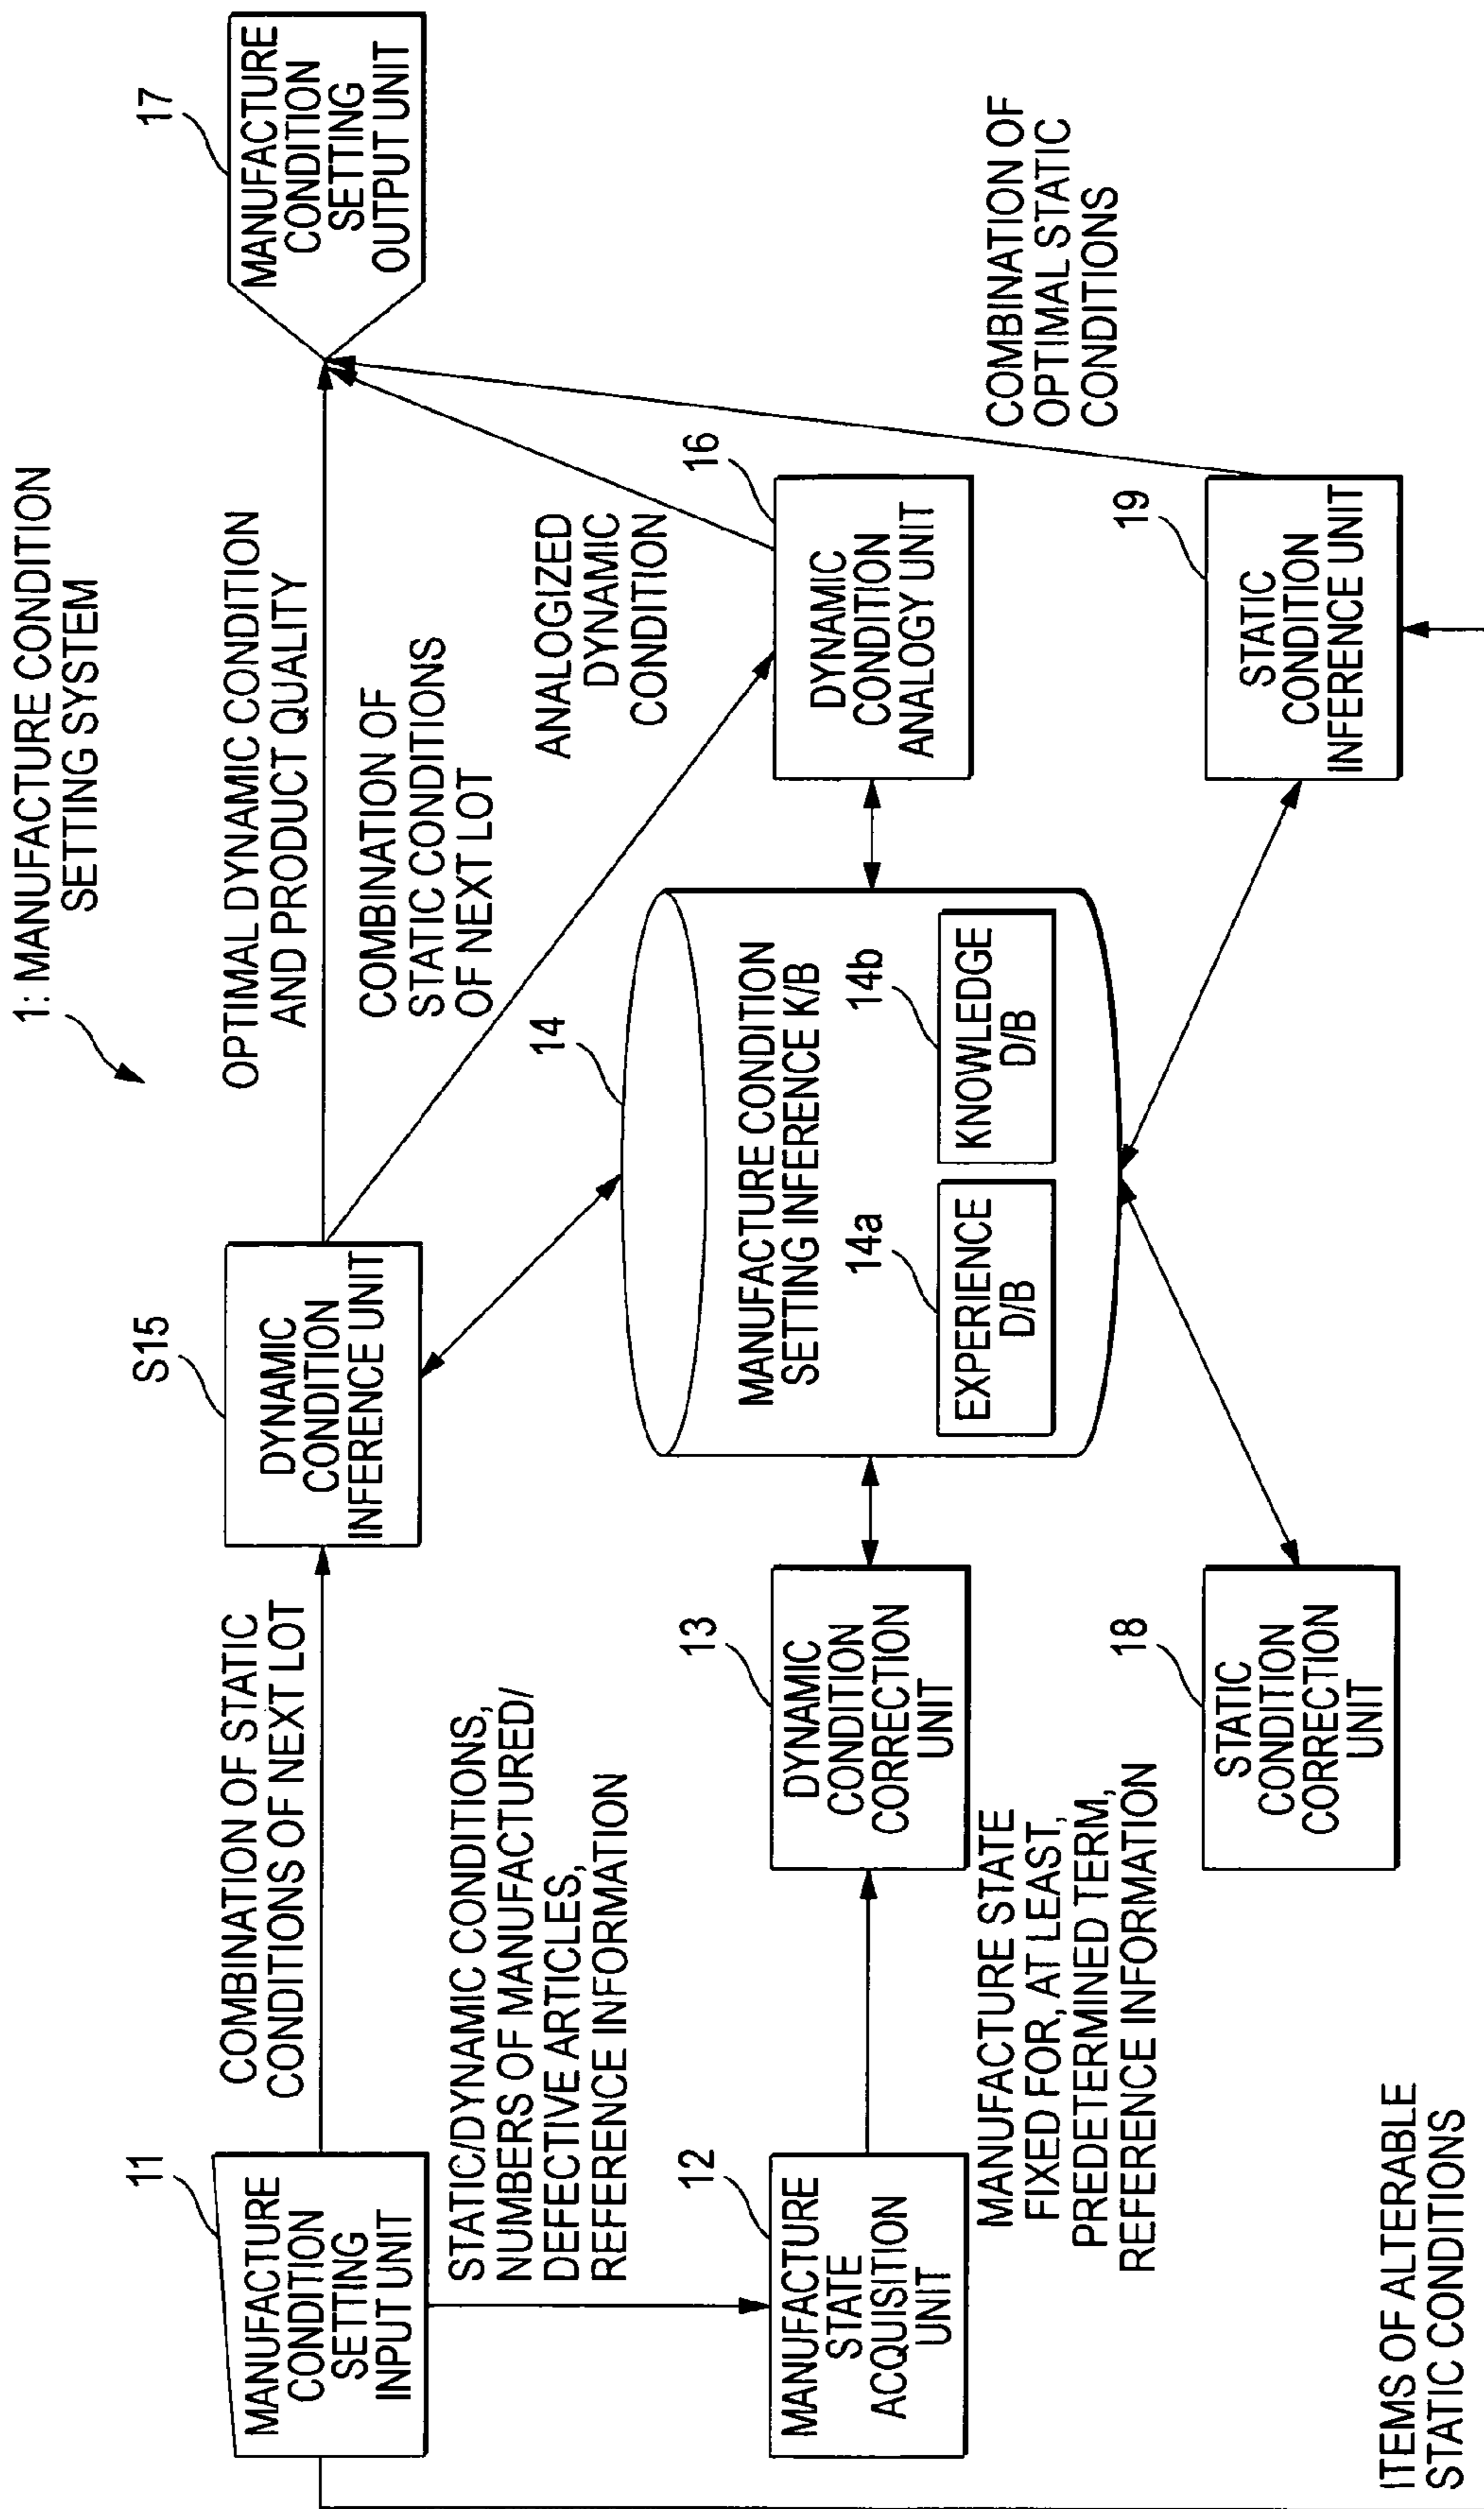 1: MANUFACTURE CONDITION
SETTING SYSTEM
11
MANUFACTURE
CONDITION
SETTING
INPUT UNIT
COMBINATION OF STATIC
CONDITIONS OF NEXT LOT
S15
DYNAMIC
CONDITION
INFERENCE UNIT
OPTIMAL DYNAMIC CONDITION
AND PRODUCT QUALITY
17
MANUFACTURE
CONDITION
SETTING
OUTPUT UNIT
COMBINATION OF
STATIC CONDITIONS
OF NEXT LOT
STATIC/DYNAMIC CONDITIONS,
NUMBERS OF MANUFACTURED/
DEFECTIVE ARTICLES,
REFERENCE INFORMATION
ANALOGIZED
DYNAMIC
CONDITION
12
MANUFACTURE
STATE
ACQUISITION
UNIT
13
DYNAMIC
CONDITION
CORRECTION
UNIT
14
MANUFACTURE CONDITION
SETTING INFERENCE K/B
14a
EXPERIENCE
D/B
14b
KNOWLEDGE
D/B
16
DYNAMIC
CONDITION
ANALOGY UNIT
MANUFACTURE STATE
FIXED FOR, AT LEAST,
PREDETERMINED TERM,
REFERENCE INFORMATION
COMBINATION OF
OPTIMAL STATIC
CONDITIONS
18
STATIC
CONDITION
CORRECTION
UNIT
19
STATIC
CONDITION
INFERENCE UNIT
ITEMS OF ALTERABLE
STATIC CONDITIONS